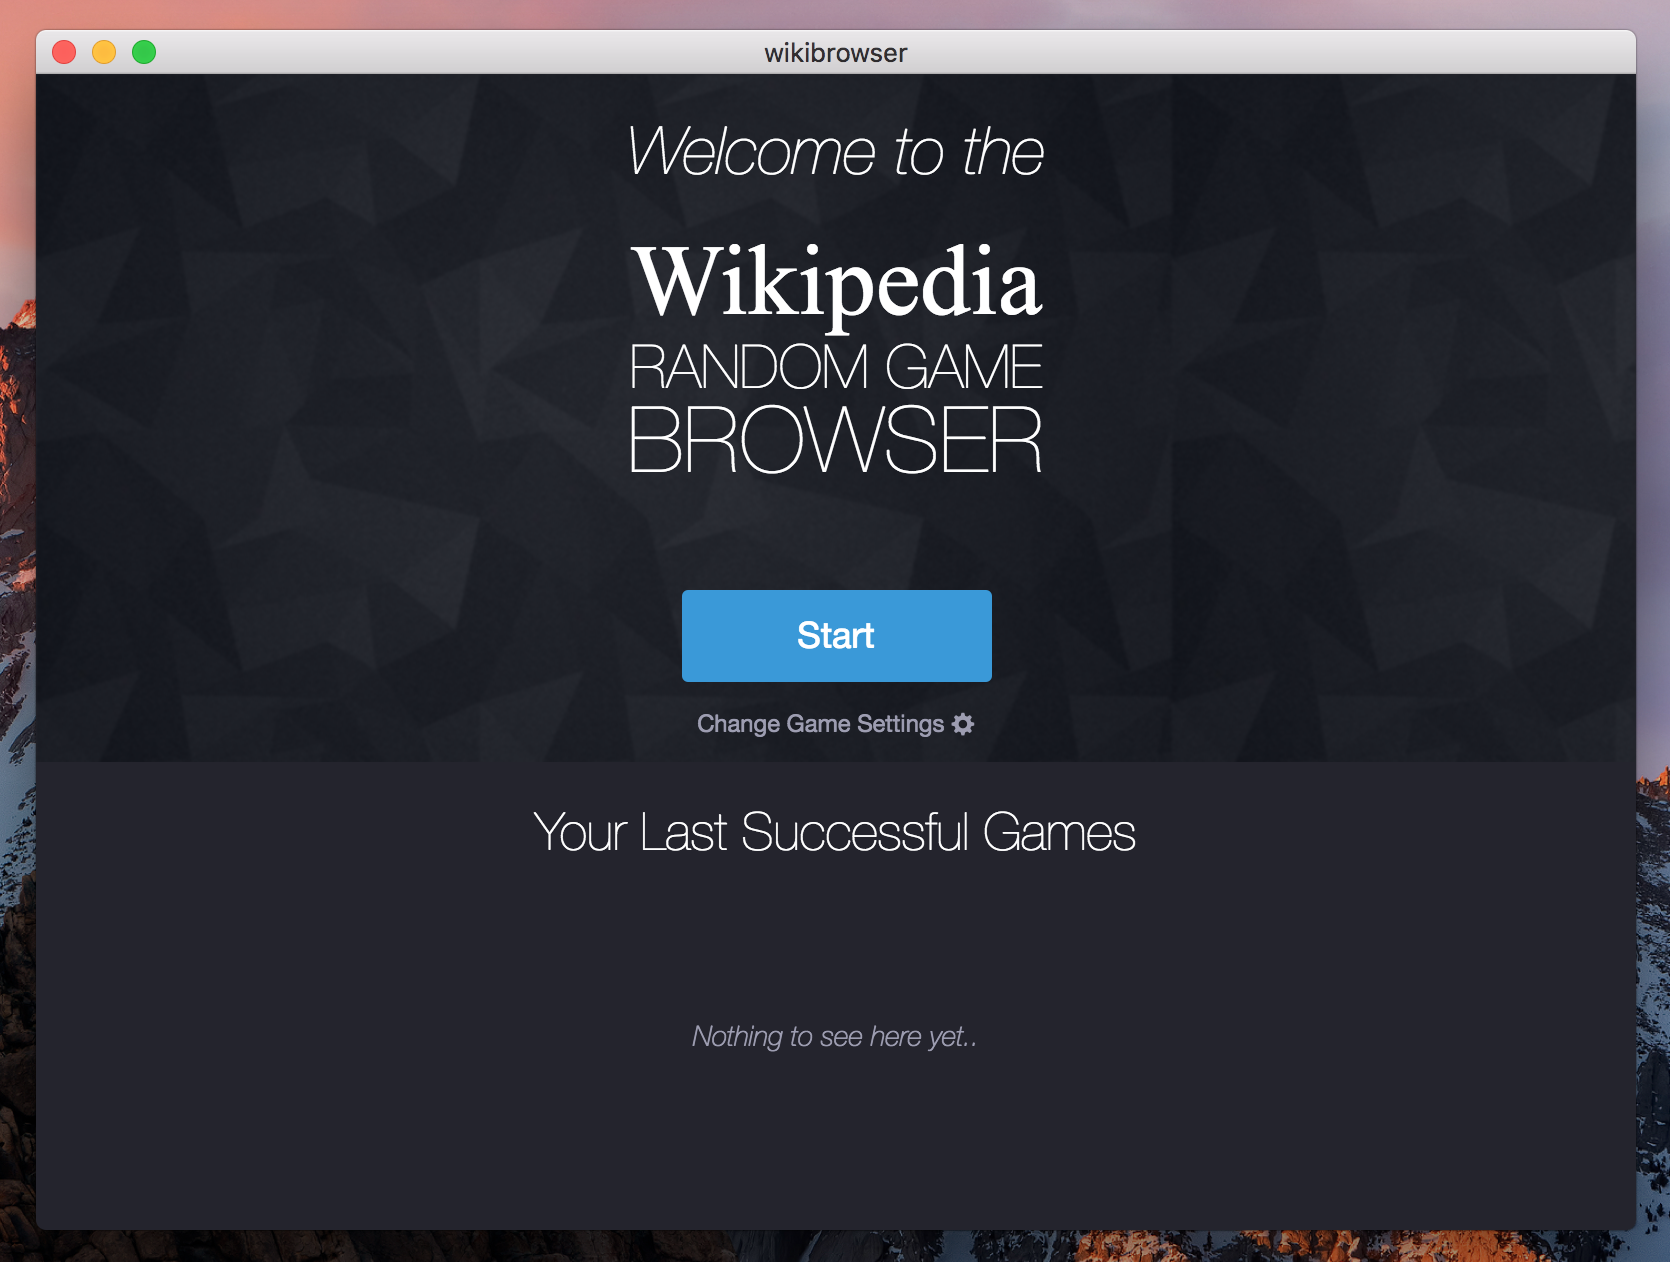 wikibrowser
Welcome to the
Wikipedia
RANDOM GAME
BROWSER
Start
Change Game Settings
Your Last Successful Games
Nothing to see here yet..